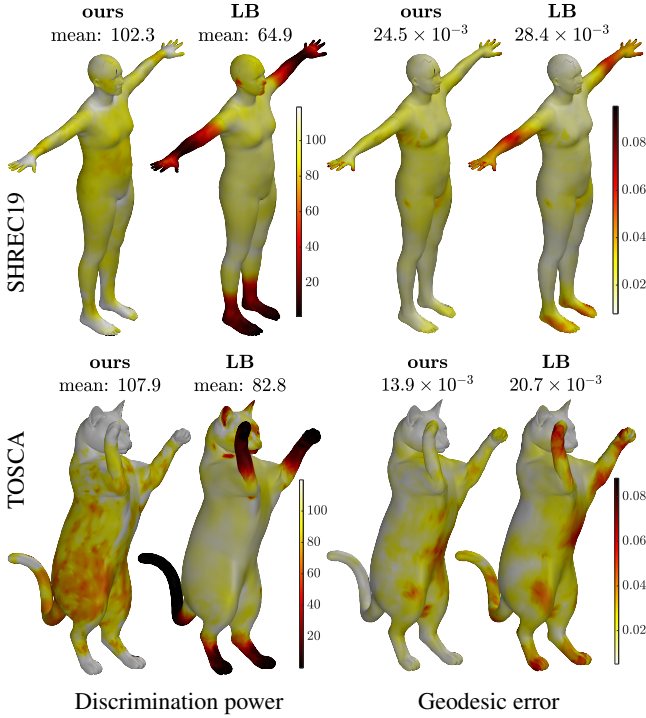 ours LB ours LB
mean: 102.3 mean: 64.9 24.5 × 10⁻³ 28.4 × 10⁻³
100
80
60
40
20
0.08
0.06
0.04
0.02
SHREC19
ours LB ours LB
mean: 107.9 mean: 82.8 13.9 × 10⁻³ 20.7 × 10⁻³
100
80
60
40
20
0.08
0.06
0.04
0.02
TOSCA
Discrimination power Geodesic error